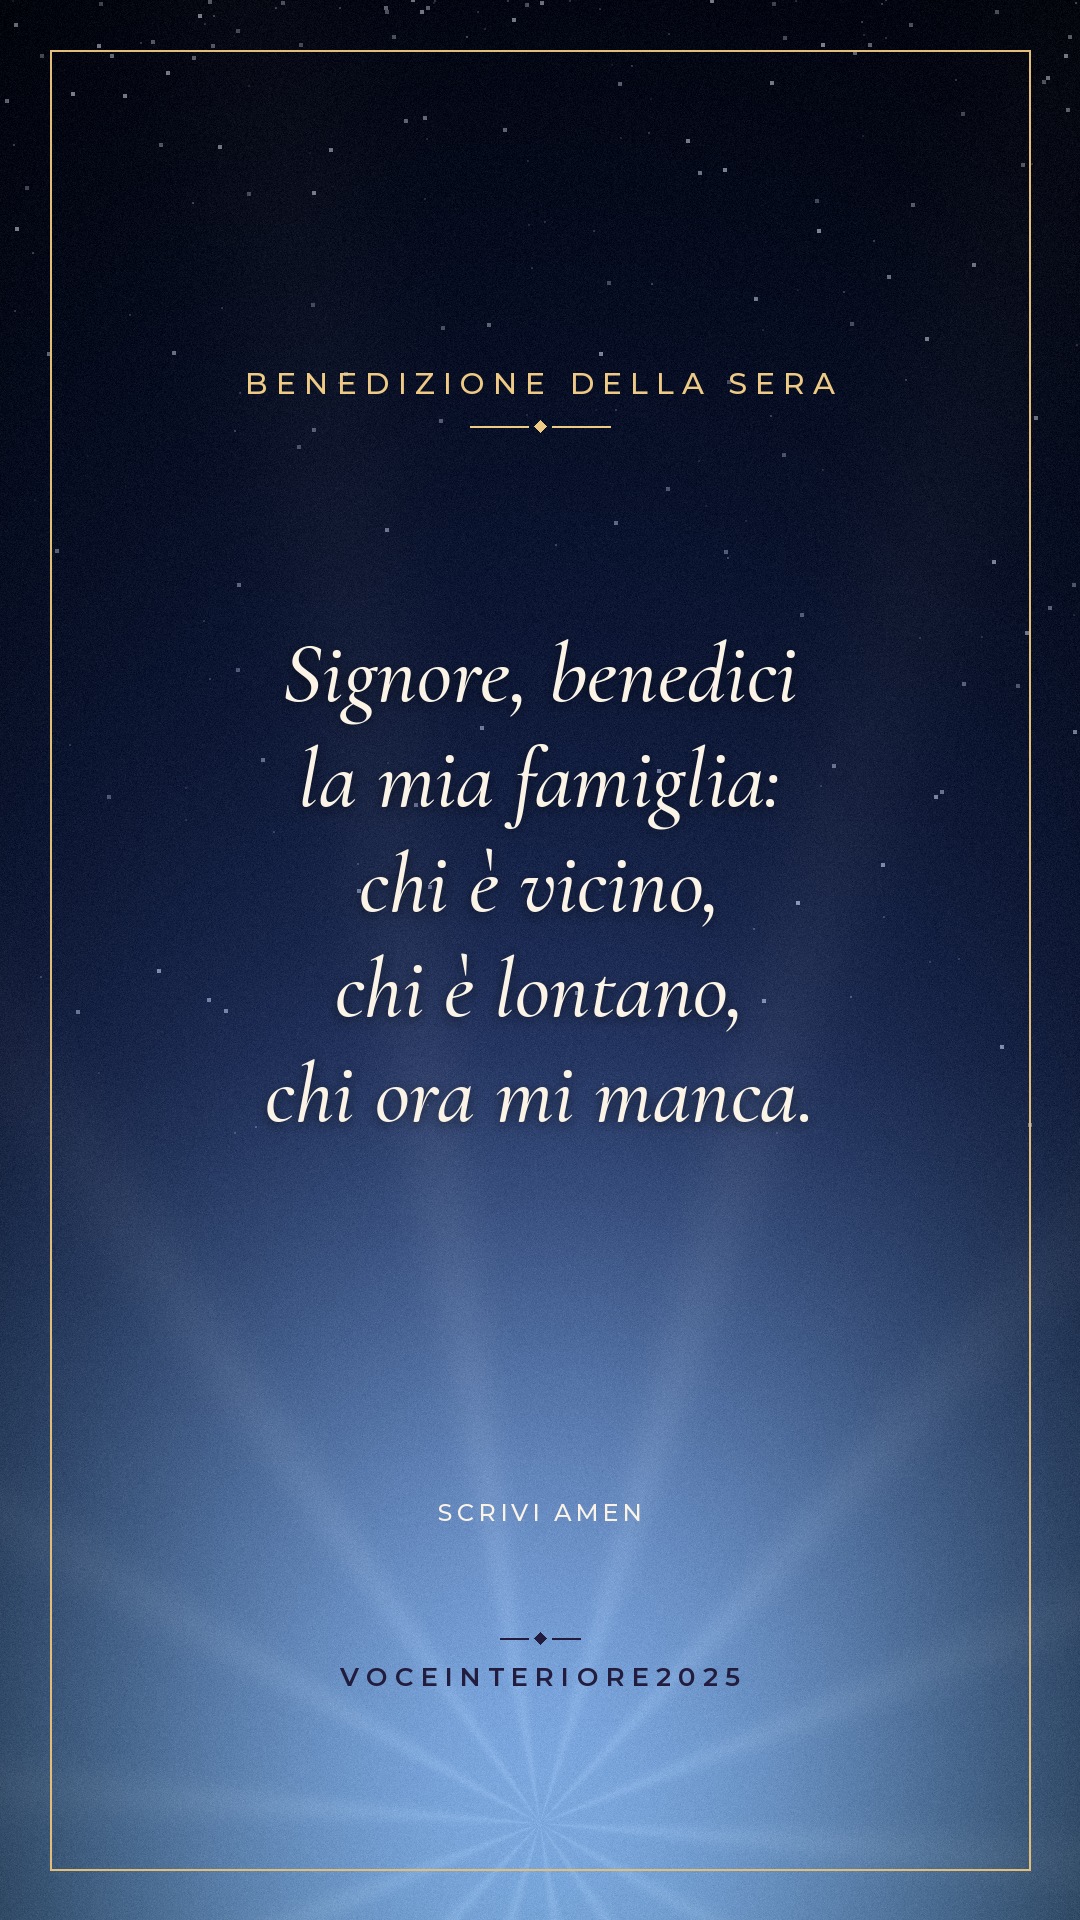 BENEDIZIONE DELLA SERA
Signore, benedici
la mia famiglia:
chi è vicino,
chi è lontano,
chi ora mi manca.
SCRIVI AMEN
VOCEINTERIORE2025